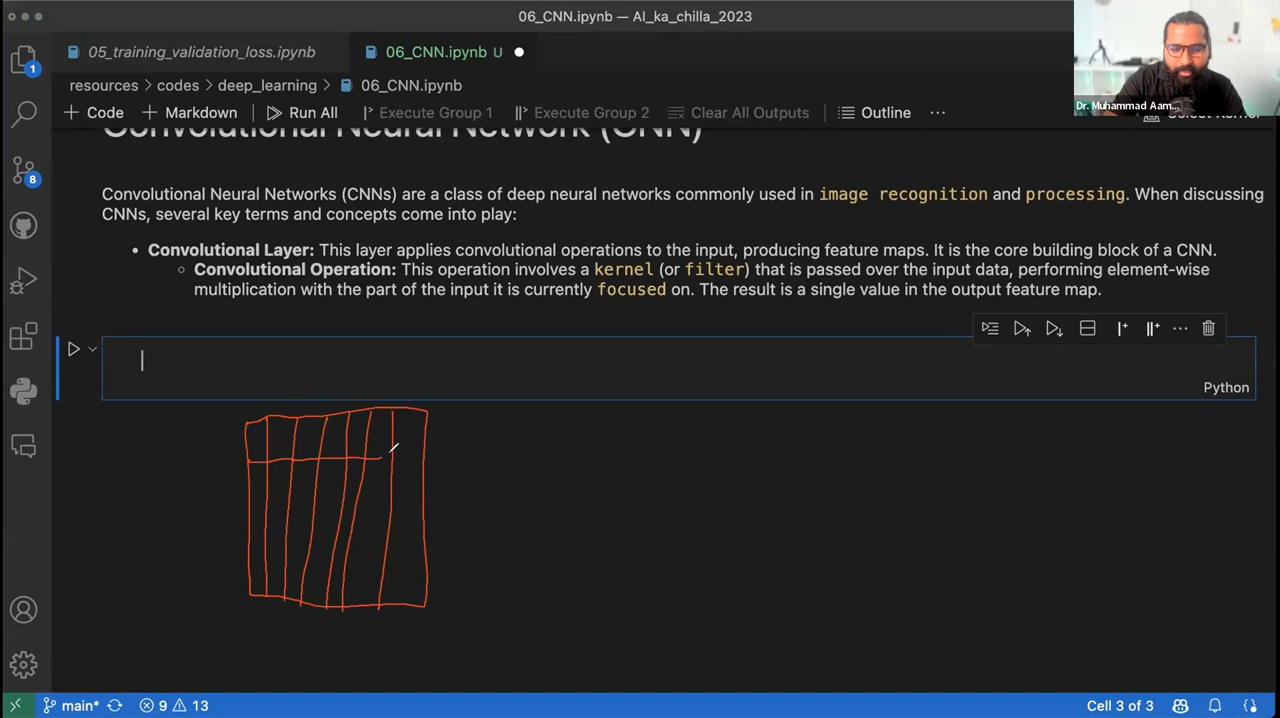 06_CNN.ipynb — AI_ka_chilla_2023
05_training_validation_loss.ipynb
06_CNN.ipynb U
resources > codes > deep_learning > 06_CNN.ipynb
Dr. Muhammad Aam...
+ Code + Markdown Run All Execute Group 1 Execute Group 2 Clear All Outputs Outline ...
Select Kernel
Convolutional Neural Network (CNN)
Convolutional Neural Networks (CNNs) are a class of deep neural networks commonly used in image recognition and processing. When discussing
CNNs, several key terms and concepts come into play:
• Convolutional Layer: This layer applies convolutional operations to the input, producing feature maps. It is the core building block of a CNN.
○ Convolutional Operation: This operation involves a kernel (or filter) that is passed over the input data, performing element-wise
multiplication with the part of the input it is currently focused on. The result is a single value in the output feature map.
Python
1
8
main* 9 13
Cell 3 of 3